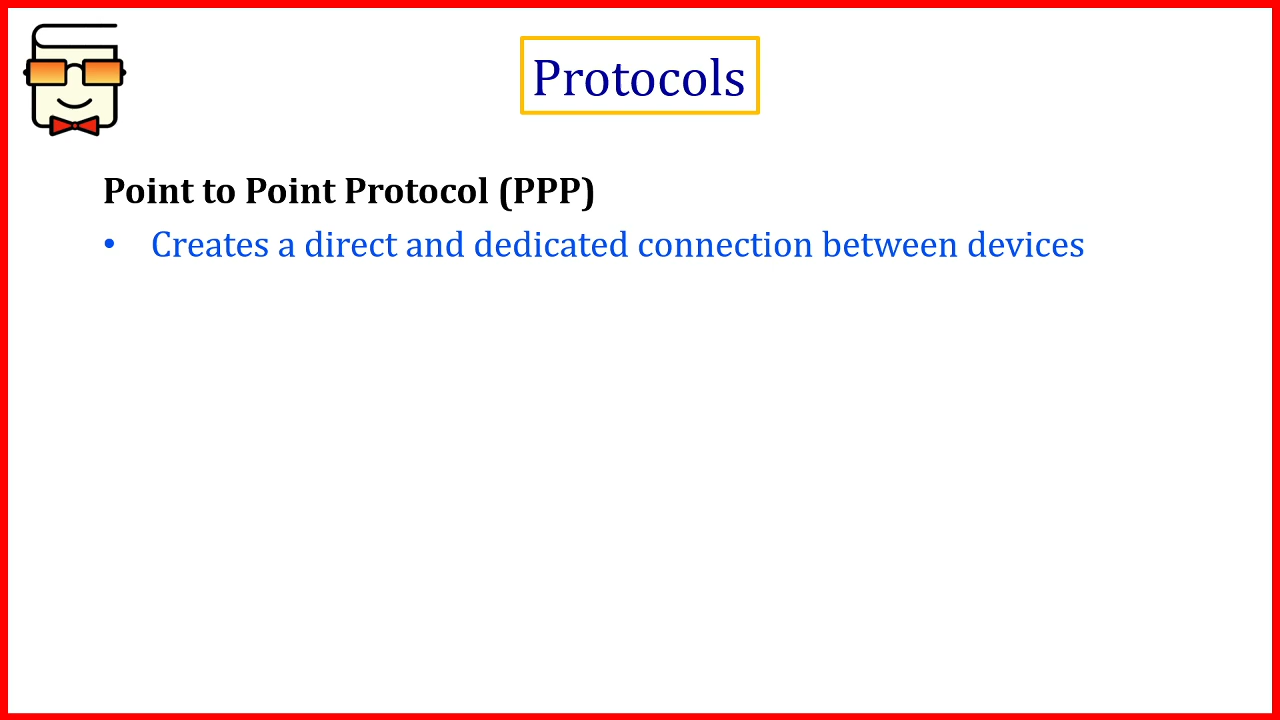 Protocols
Point to Point Protocol (PPP)
• Creates a direct and dedicated connection between devices